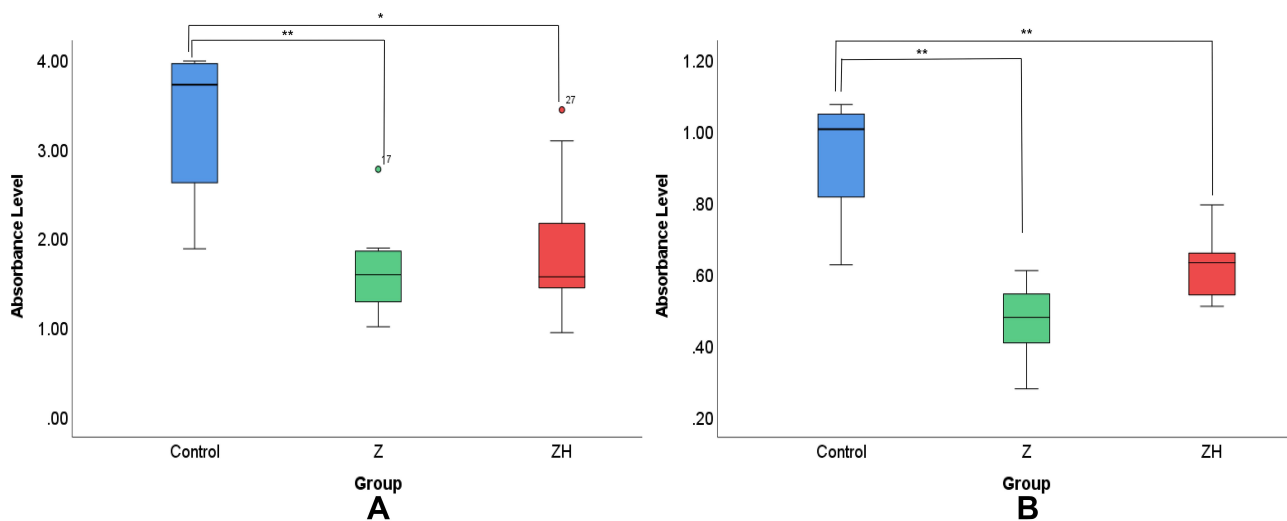 *
**
4.00
3.00
2.00
1.00
.00
Absorbance Level
17
27
Control
Z
ZH
Group
A
**
**
1.20
1.00
.80
.60
.40
.20
Absorbance Level
Control
Z
ZH
Group
B